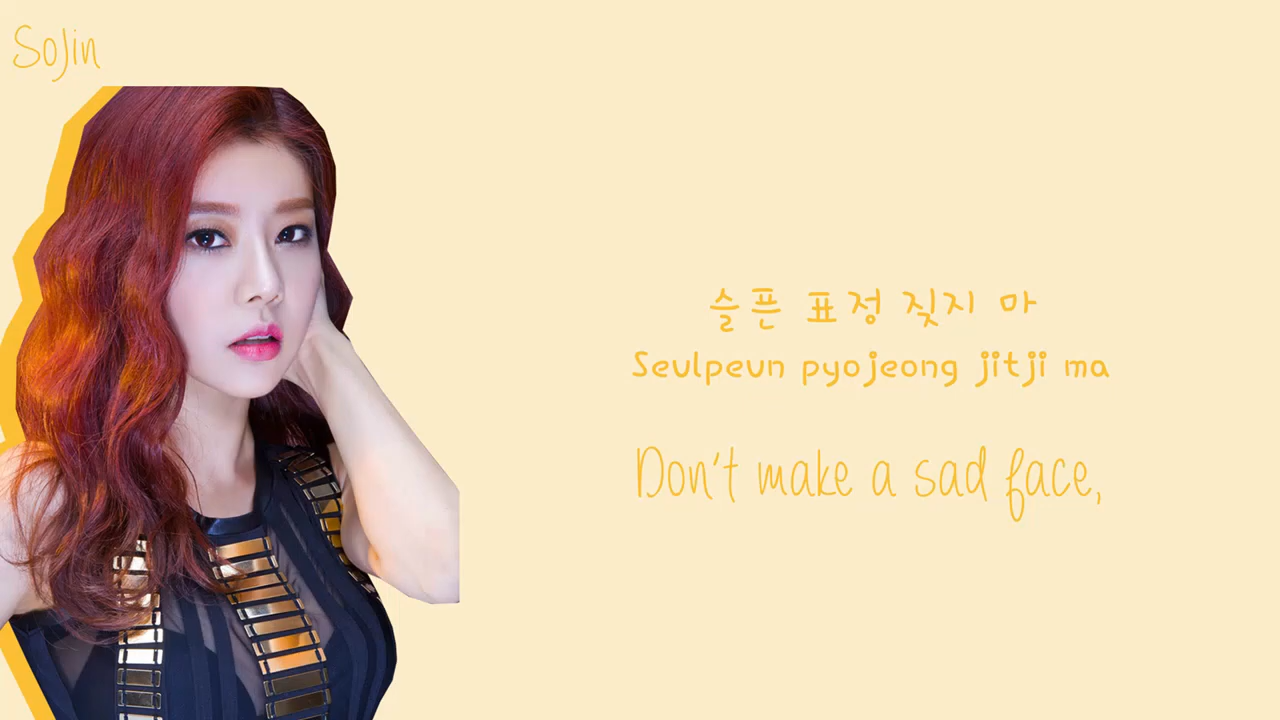 SoJin
슬픈 표정 짓지 마
Seulpeun pyojeong jitji ma
Don't make a sad face,